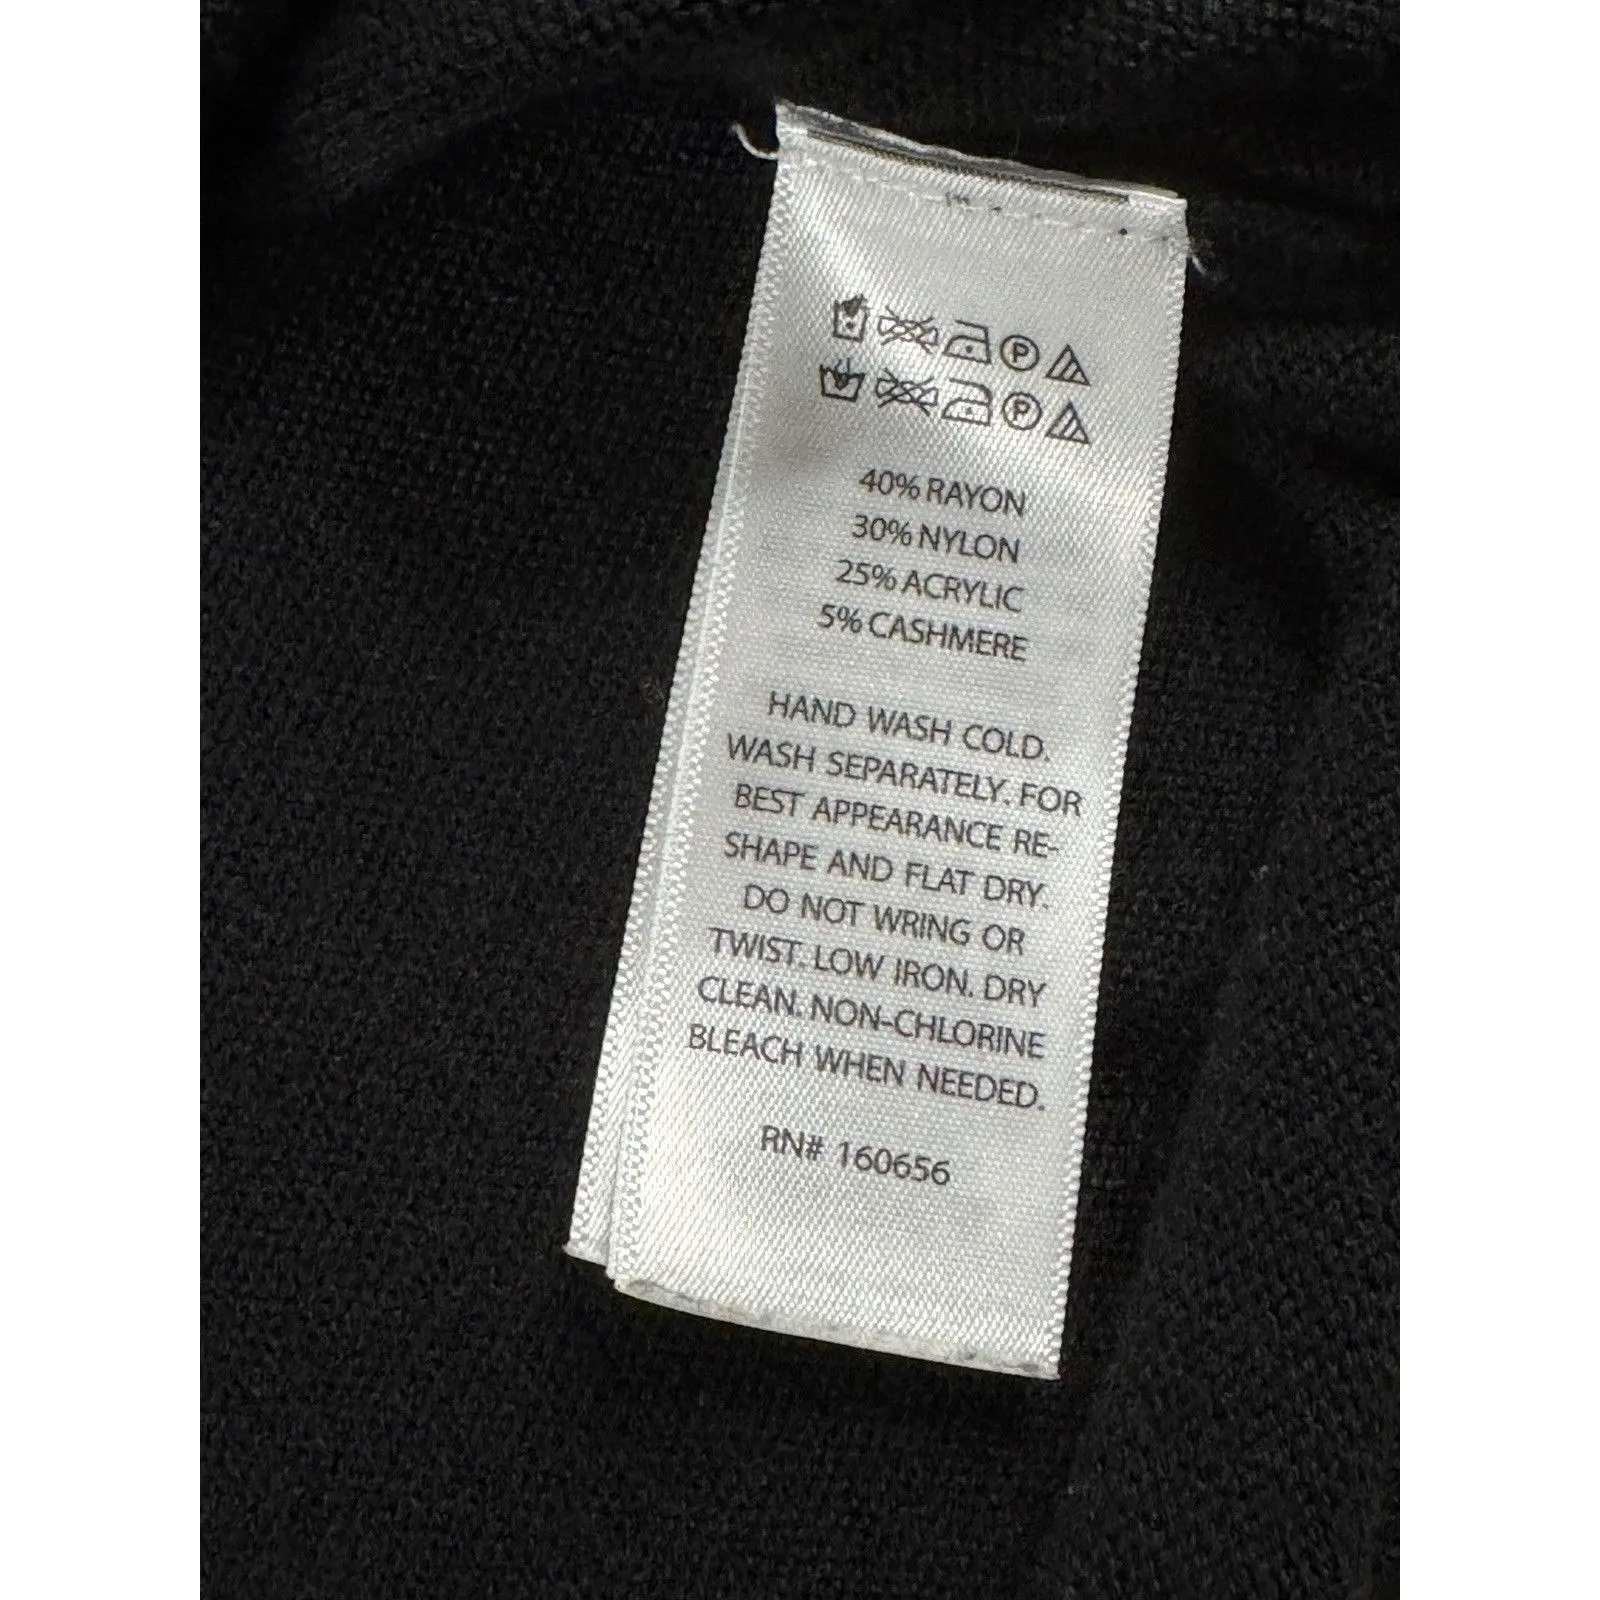 P
P
40% RAYON
30% NYLON
25% ACRYLIC
5% CASHMERE
HAND WASH COLD.
WASH SEPARATELY. FOR
BEST APPEARANCE RE-
SHAPE AND FLAT DRY.
DO NOT WRING OR
TWIST. LOW IRON. DRY
CLEAN. NON-CHLORINE
BLEACH WHEN NEEDED.
RN# 160656